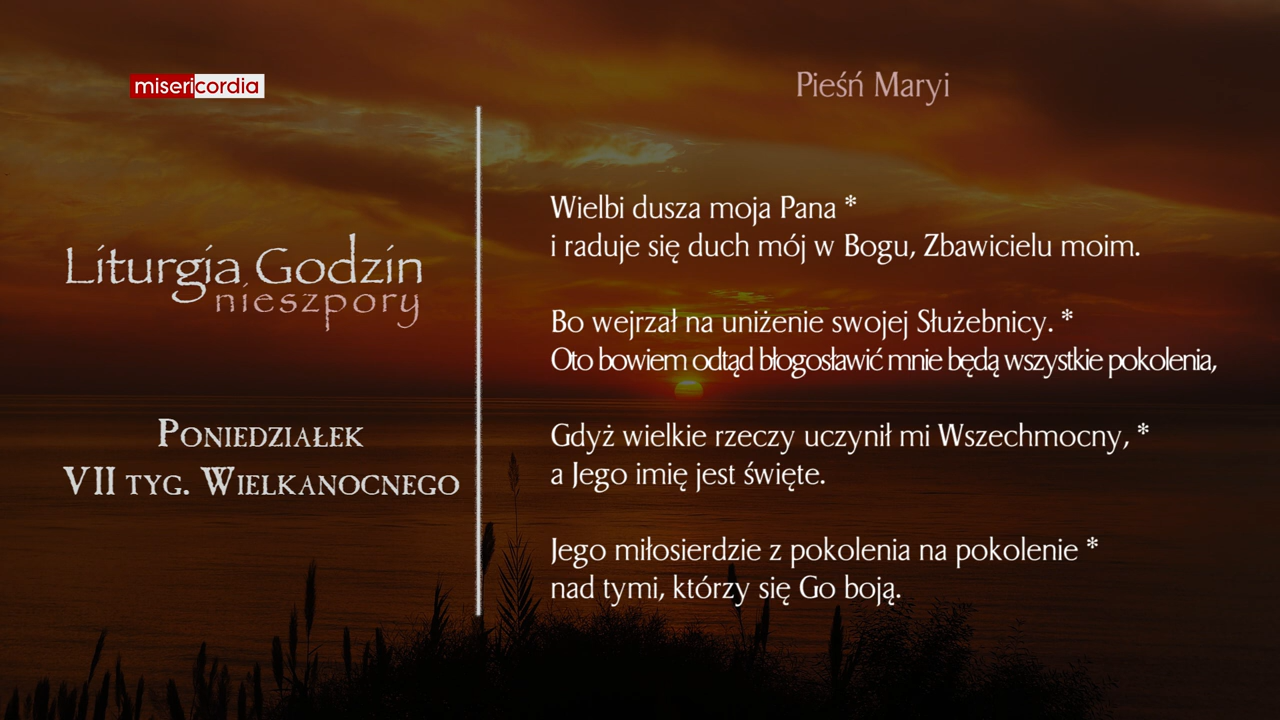 misericordia
Liturgia Godzin
nieszpory
Poniedziałek
VII tyg. Wielkanocnego
Pieśń Maryi
Wielbi dusza moja Pana *
i raduje się duch mój w Bogu, Zbawicielu moim.
Bo wejrzał na uniżenie swojej Służebnicy. *
Oto bowiem odtąd błogosławić mnie będą wszystkie pokolenia,
Gdyż wielkie rzeczy uczynił mi Wszechmocny, *
a Jego imię jest święte.
Jego miłosierdzie z pokolenia na pokolenie *
nad tymi, którzy się Go boją.